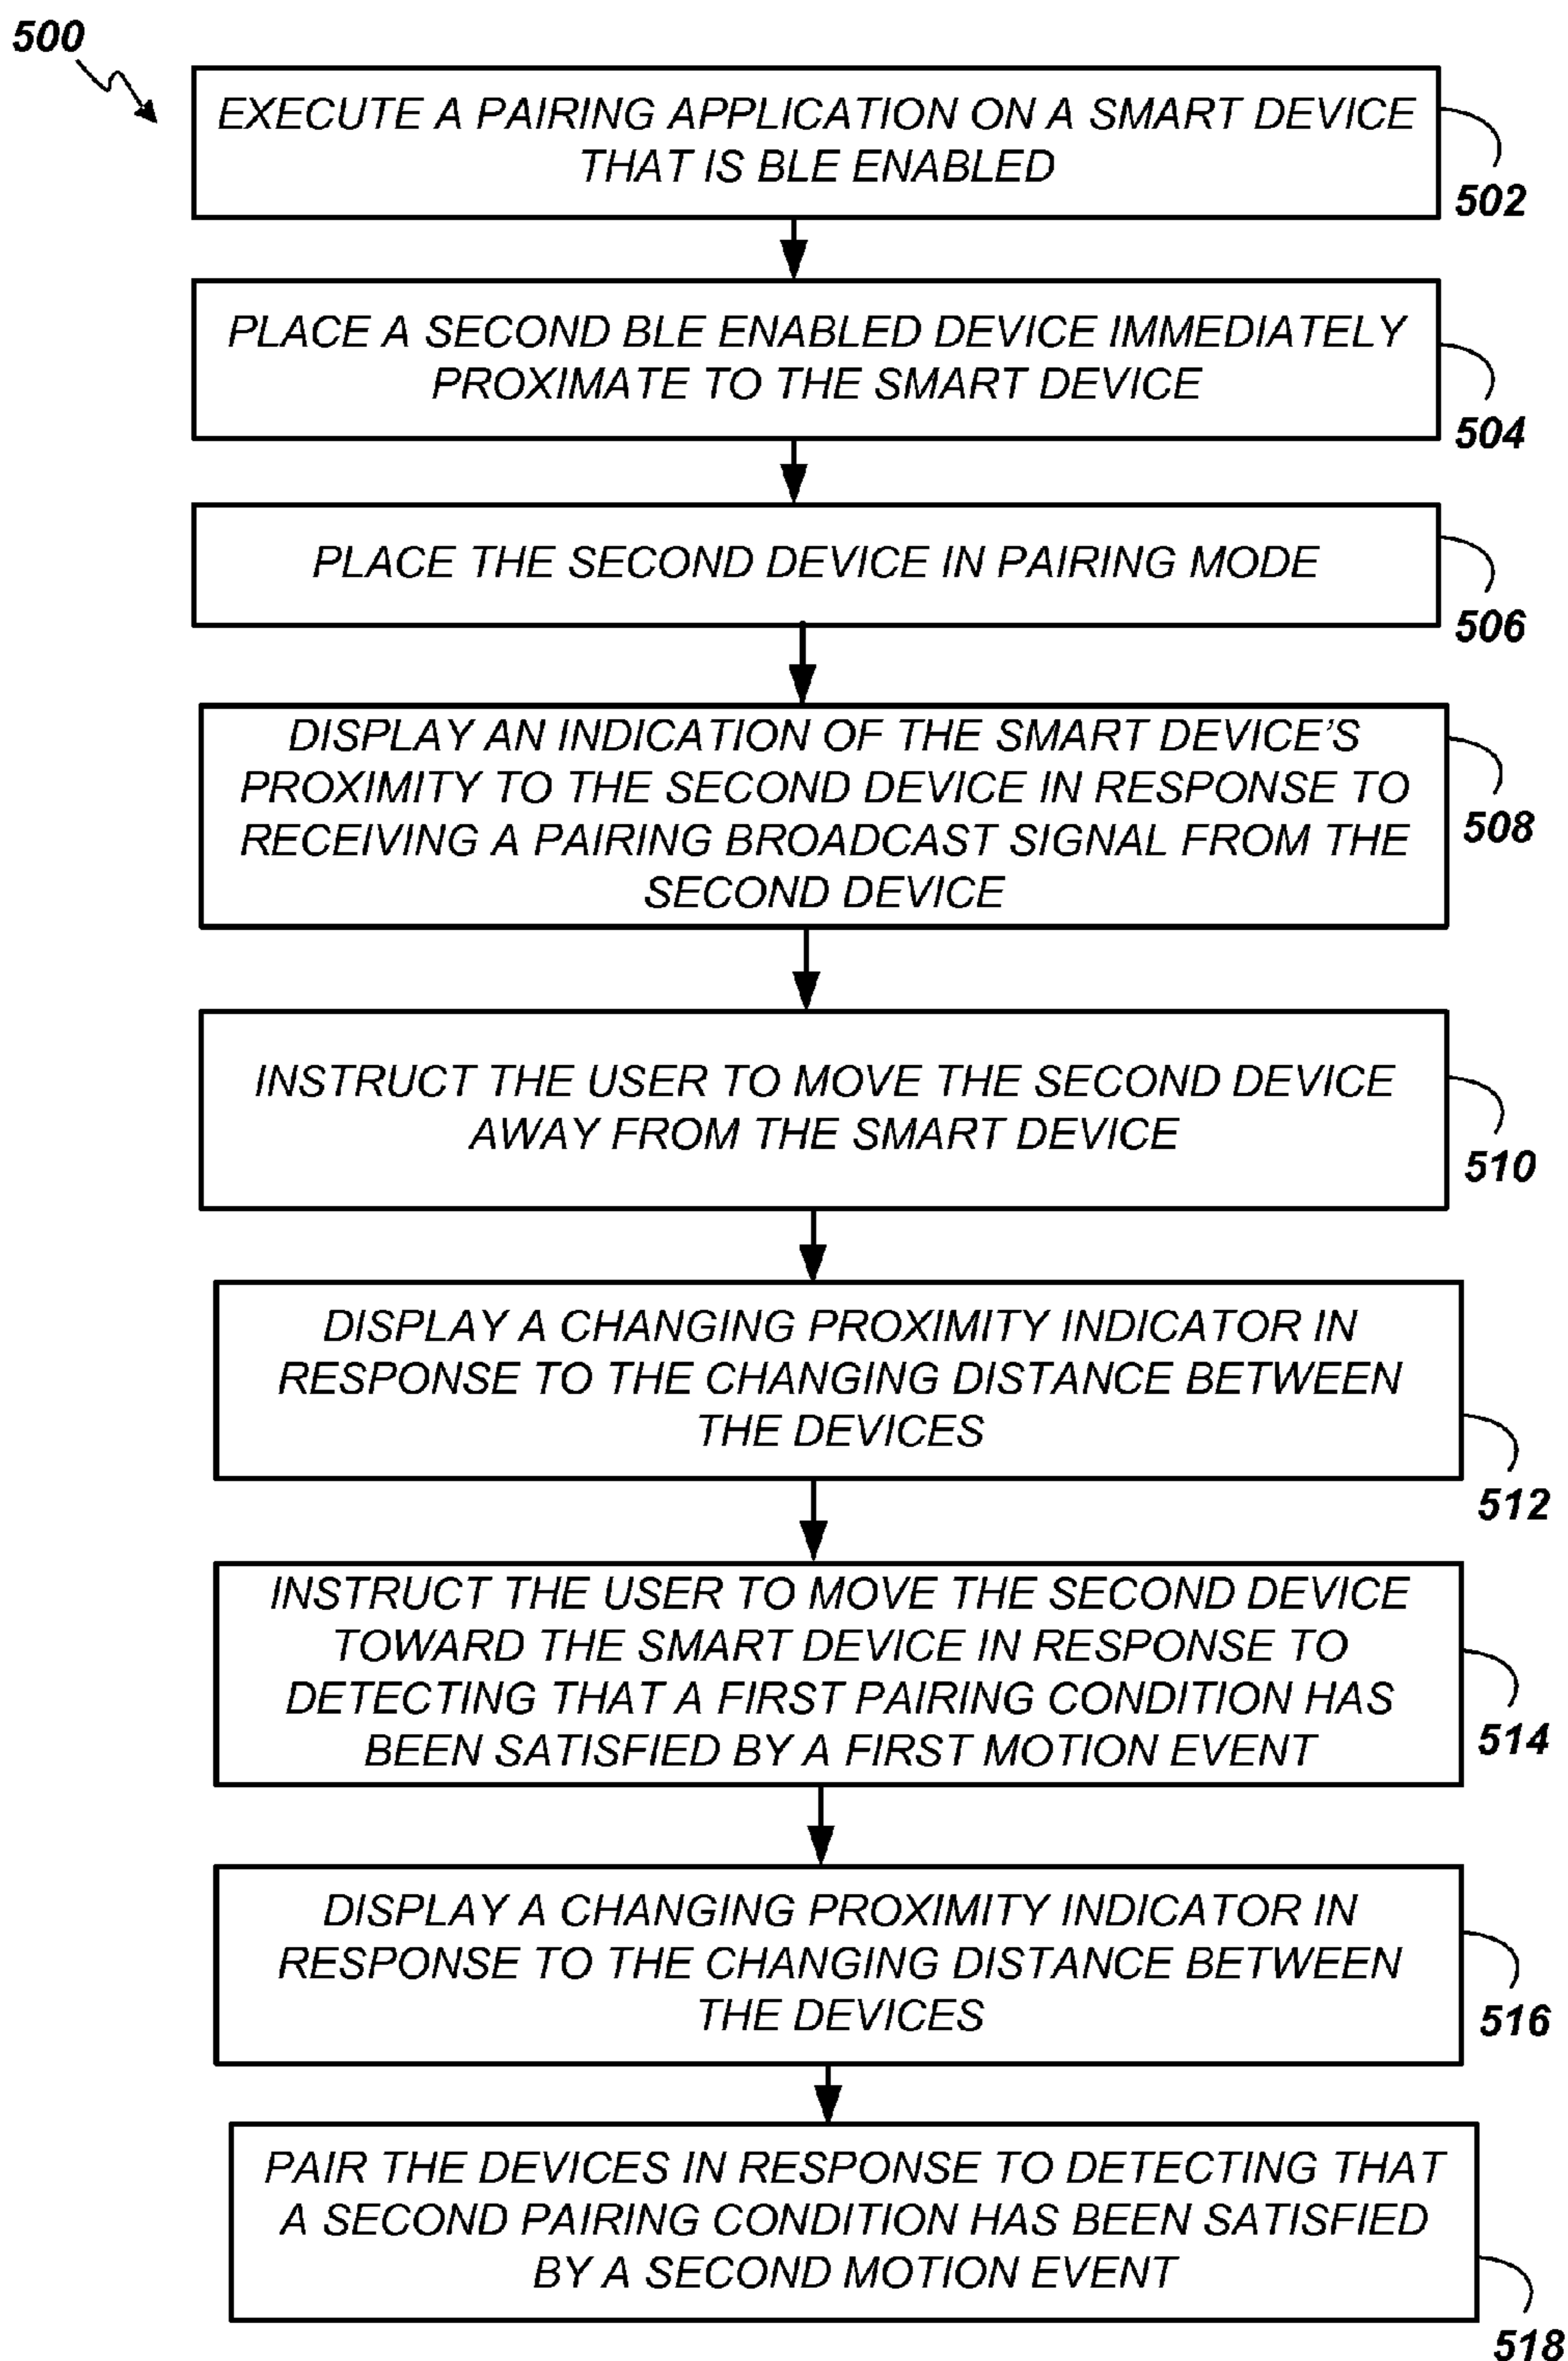 500
EXECUTE A PAIRING APPLICATION ON A SMART DEVICE
THAT IS BLE ENABLED
502
PLACE A SECOND BLE ENABLED DEVICE IMMEDIATELY
PROXIMATE TO THE SMART DEVICE
504
PLACE THE SECOND DEVICE IN PAIRING MODE
506
DISPLAY AN INDICATION OF THE SMART DEVICE'S
PROXIMITY TO THE SECOND DEVICE IN RESPONSE TO
RECEIVING A PAIRING BROADCAST SIGNAL FROM THE
SECOND DEVICE
508
INSTRUCT THE USER TO MOVE THE SECOND DEVICE
AWAY FROM THE SMART DEVICE
510
DISPLAY A CHANGING PROXIMITY INDICATOR IN
RESPONSE TO THE CHANGING DISTANCE BETWEEN
THE DEVICES
512
INSTRUCT THE USER TO MOVE THE SECOND DEVICE
TOWARD THE SMART DEVICE IN RESPONSE TO
DETECTING THAT A FIRST PAIRING CONDITION HAS
BEEN SATISFIED BY A FIRST MOTION EVENT
514
DISPLAY A CHANGING PROXIMITY INDICATOR IN
RESPONSE TO THE CHANGING DISTANCE BETWEEN
THE DEVICES
516
PAIR THE DEVICES IN RESPONSE TO DETECTING THAT
A SECOND PAIRING CONDITION HAS BEEN SATISFIED
BY A SECOND MOTION EVENT
518